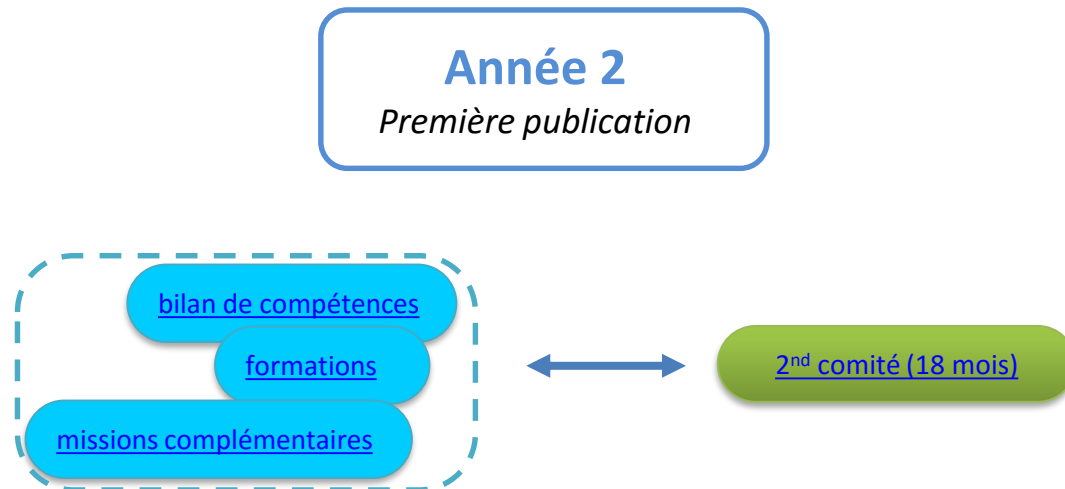 Année 2
Première publication
bilan de compétences
formations
2nd comité (18 mois)
missions complémentaires